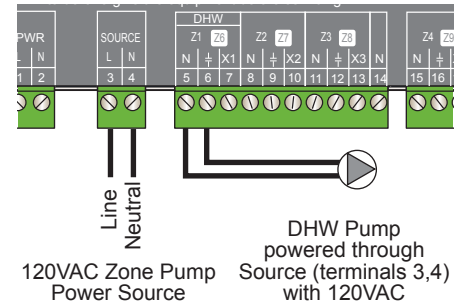 DHW
PWR SOURCE Z1 Z6 Z2 Z7 Z3 Z8 Z4 Z9
L N L N N ⏚ X1 N ⏚ X2 N ⏚ X3 N N ⏚
1 2 3 4 5 6 7 8 9 10 11 12 13 14 15 16
Line
Neutral
120VAC Zone Pump
Power Source
DHW Pump
powered through
Source (terminals 3,4)
with 120VAC